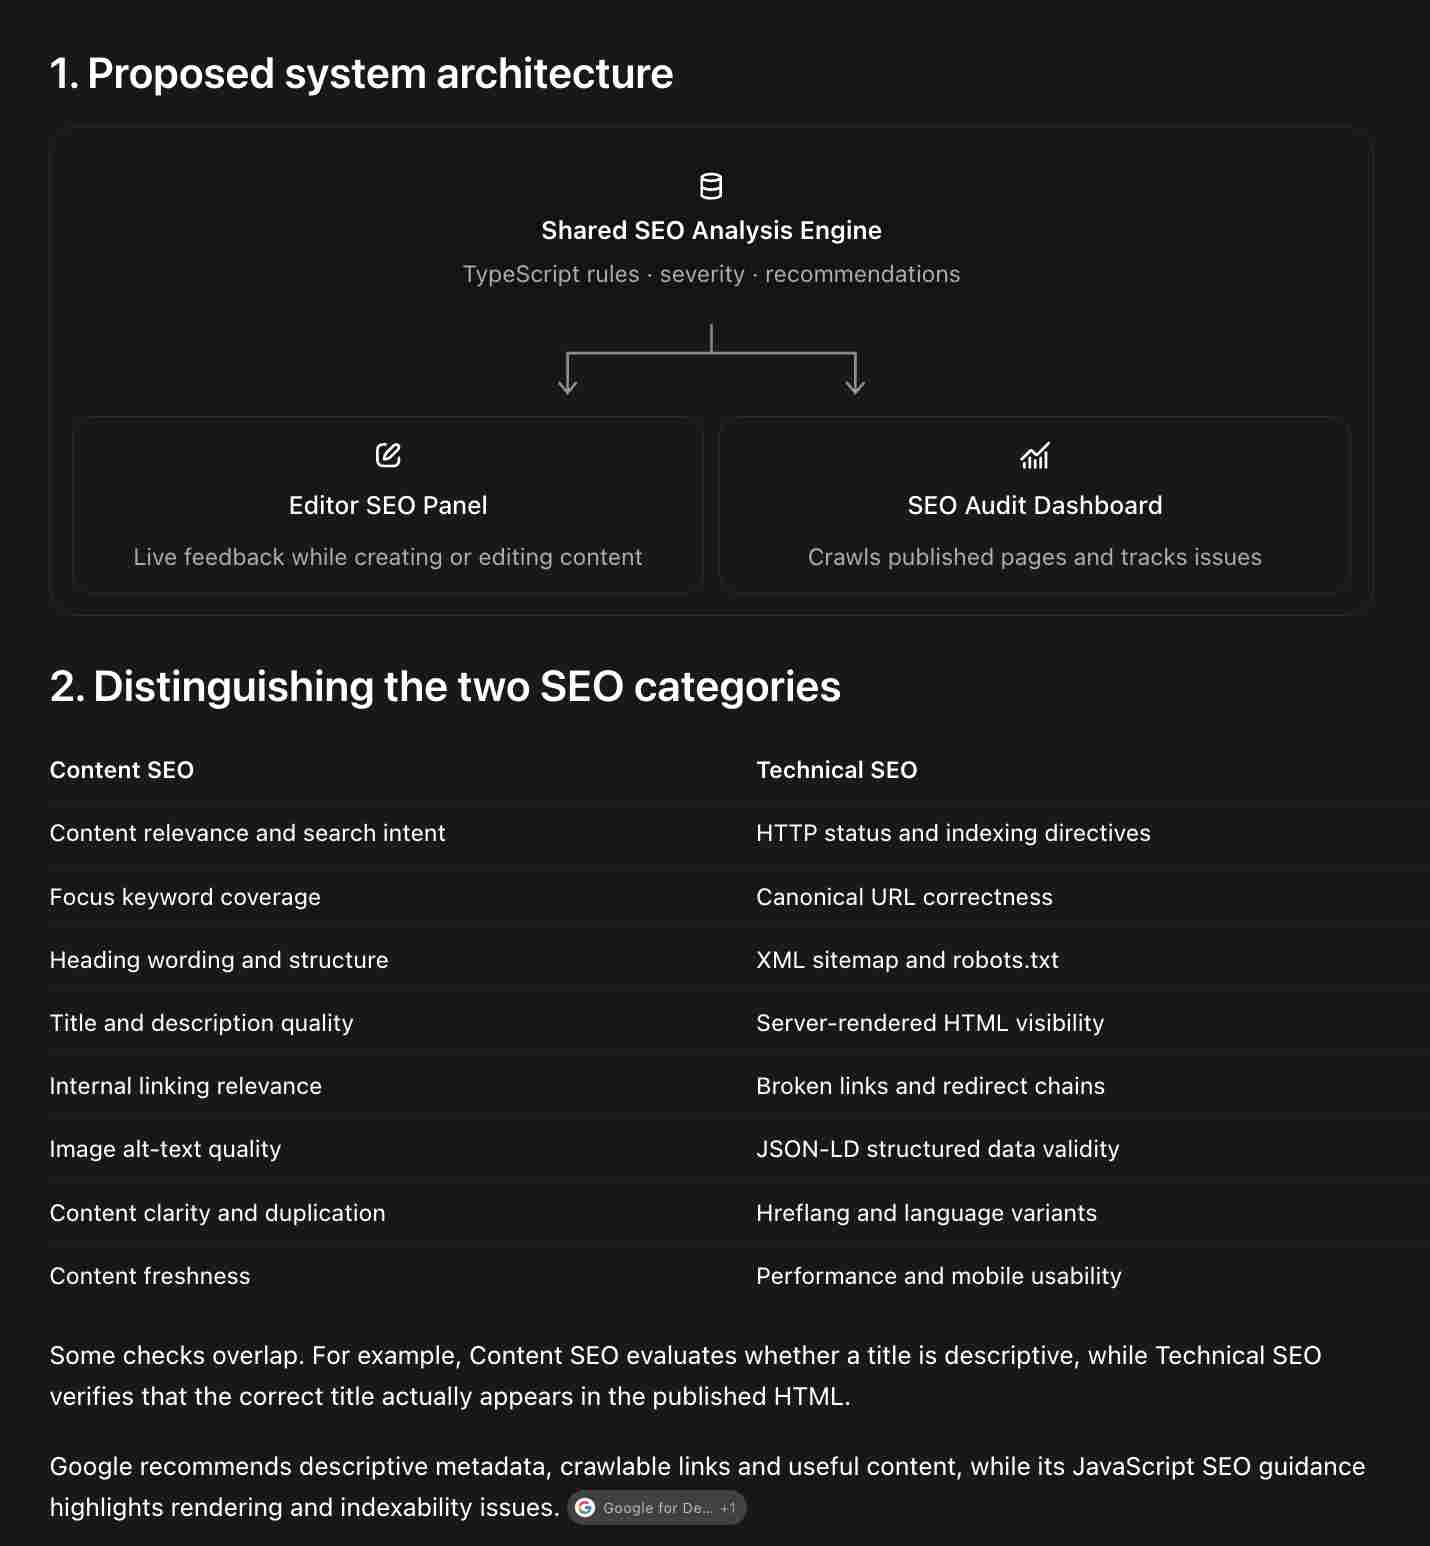 1. Proposed system architecture
Shared SEO Analysis Engine
TypeScript rules · severity · recommendations
Editor SEO Panel
Live feedback while creating or editing content
SEO Audit Dashboard
Crawls published pages and tracks issues
2. Distinguishing the two SEO categories
Content SEO Technical SEO
Content relevance and search intent HTTP status and indexing directives
Focus keyword coverage Canonical URL correctness
Heading wording and structure XML sitemap and robots.txt
Title and description quality Server-rendered HTML visibility
Internal linking relevance Broken links and redirect chains
Image alt-text quality JSON-LD structured data validity
Content clarity and duplication Hreflang and language variants
Content freshness Performance and mobile usability
Some checks overlap. For example, Content SEO evaluates whether a title is descriptive, while Technical SEO
verifies that the correct title actually appears in the published HTML.
Google recommends descriptive metadata, crawlable links and useful content, while its JavaScript SEO guidance
highlights rendering and indexability issues. Google for De... +1